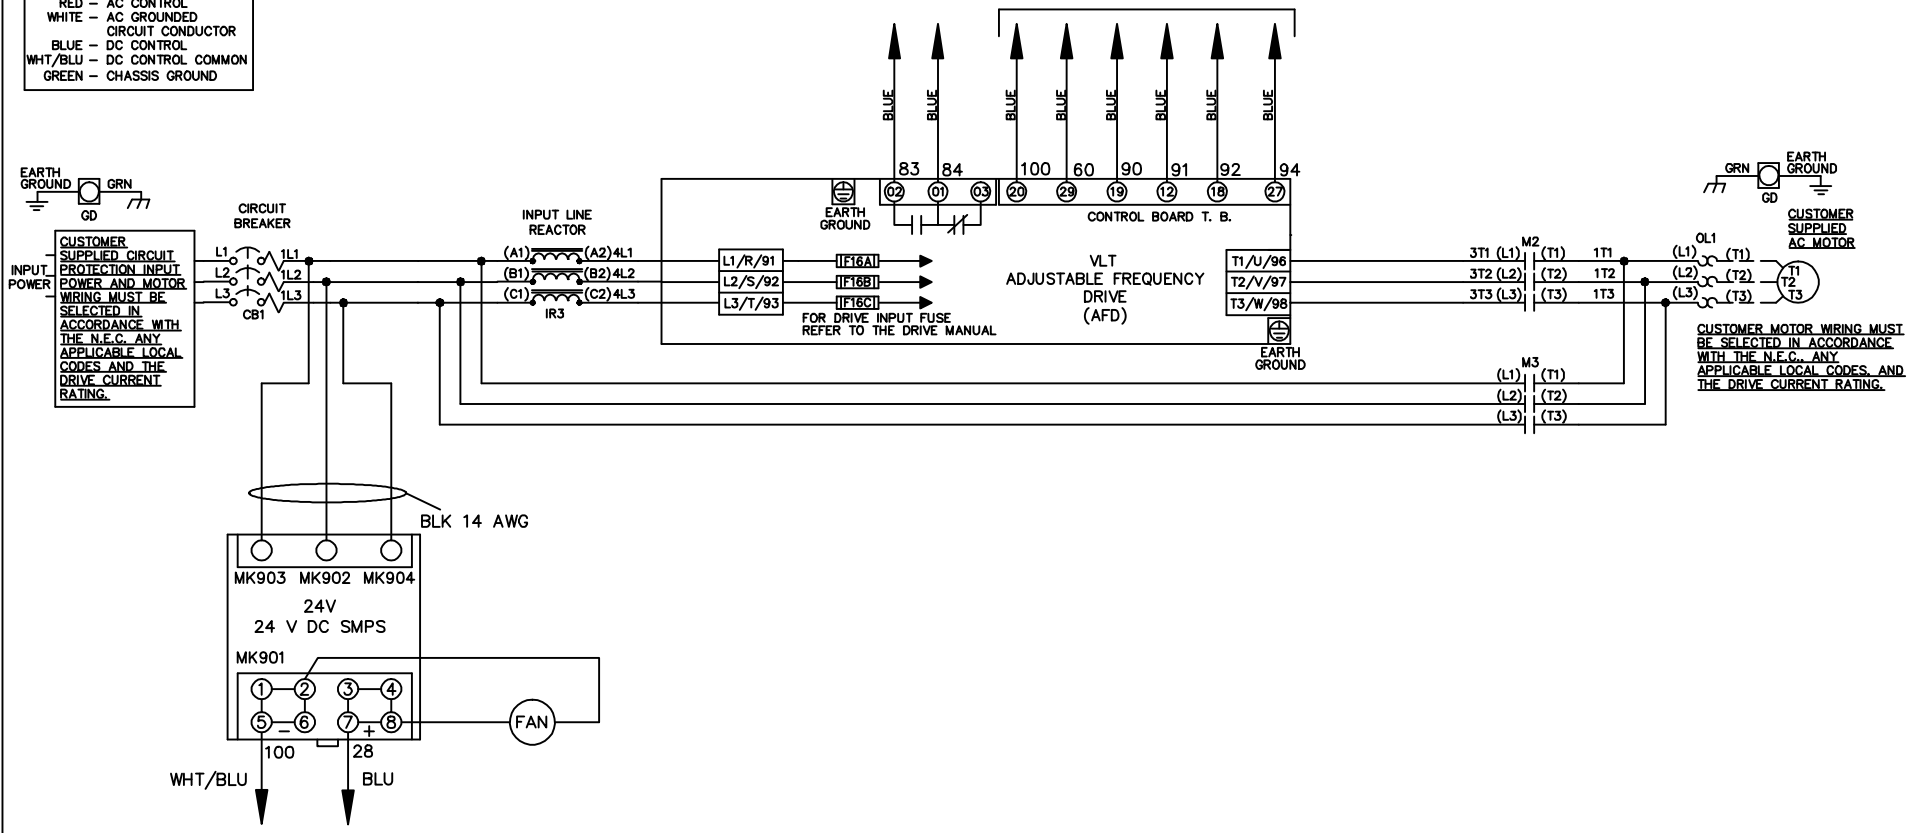 RED – AC CONTROL
WHITE – AC GROUNDED
CIRCUIT CONDUCTOR
BLUE – DC CONTROL
WHT/BLU – DC CONTROL COMMON
GREEN – CHASSIS GROUND
BLUE BLUE BLUE BLUE BLUE BLUE BLUE BLUE
83 84 100 60 90 91 92 94
02 01 03 20 29 19 12 18 27
EARTH
GROUND
CONTROL BOARD T. B.
EARTH
GROUND
GRN
GD
CIRCUIT
BREAKER
INPUT
POWER
CUSTOMER
SUPPLIED CIRCUIT
PROTECTION INPUT
POWER AND MOTOR
WIRING MUST BE
SELECTED IN
ACCORDANCE WITH
THE N.E.C. ANY
APPLICABLE LOCAL
CODES AND THE
DRIVE CURRENT
RATING.
L1 1L1
L2 1L2
L3 1L3
CB1
INPUT LINE
REACTOR
(A1) (A2) 4L1
(B1) (B2) 4L2
(C1) (C2) 4L3
IR3
L1/R/91 IF16A
L2/S/92 IF16B
L3/T/93 IF16C
FOR DRIVE INPUT FUSE
REFER TO THE DRIVE MANUAL
VLT
ADJUSTABLE FREQUENCY
DRIVE
(AFD)
T1/U/96
T2/V/97
T3/W/98
EARTH
GROUND
M2
3T1 (L1) (T1) 1T1
3T2 (L2) (T2) 1T2
3T3 (L3) (T3) 1T3
M3
(L1) (T1)
(L2) (T2)
(L3) (T3)
OL1
(L1) (T1)
(L2) (T2)
(L3) (T3)
T1
T2
T3
GRN
EARTH
GROUND
GD
CUSTOMER
SUPPLIED
AC MOTOR
CUSTOMER MOTOR WIRING MUST
BE SELECTED IN ACCORDANCE
WITH THE N.E.C., ANY
APPLICABLE LOCAL CODES, AND
THE DRIVE CURRENT RATING.
BLK 14 AWG
MK903 MK902 MK904
24V
24 V DC SMPS
MK901
1 2 3 4
5 6 7 8
– +
FAN
100 28
WHT/BLU BLU